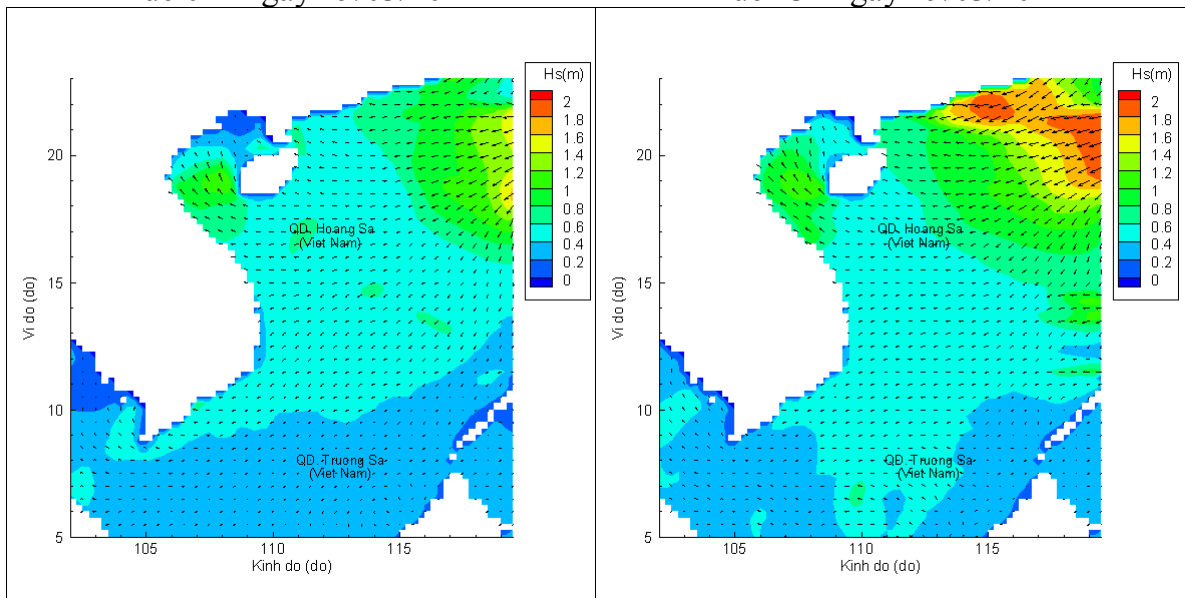 Hs(m)
2
1.8
1.6
1.4
1.2
1
0.8
0.6
0.4
0.2
0
20
15
10
5
Vi do (do)
QD. Hoang Sa
(Viet Nam)
QD. Truong Sa
(Viet Nam)
105
110
115
Kinh do (do)
Hs(m)
2
1.8
1.6
1.4
1.2
1
0.8
0.6
0.4
0.2
0
20
15
10
5
Vi do (do)
QD. Hoang Sa
(Viet Nam)
QD. Truong Sa
(Viet Nam)
105
110
115
Kinh do (do)